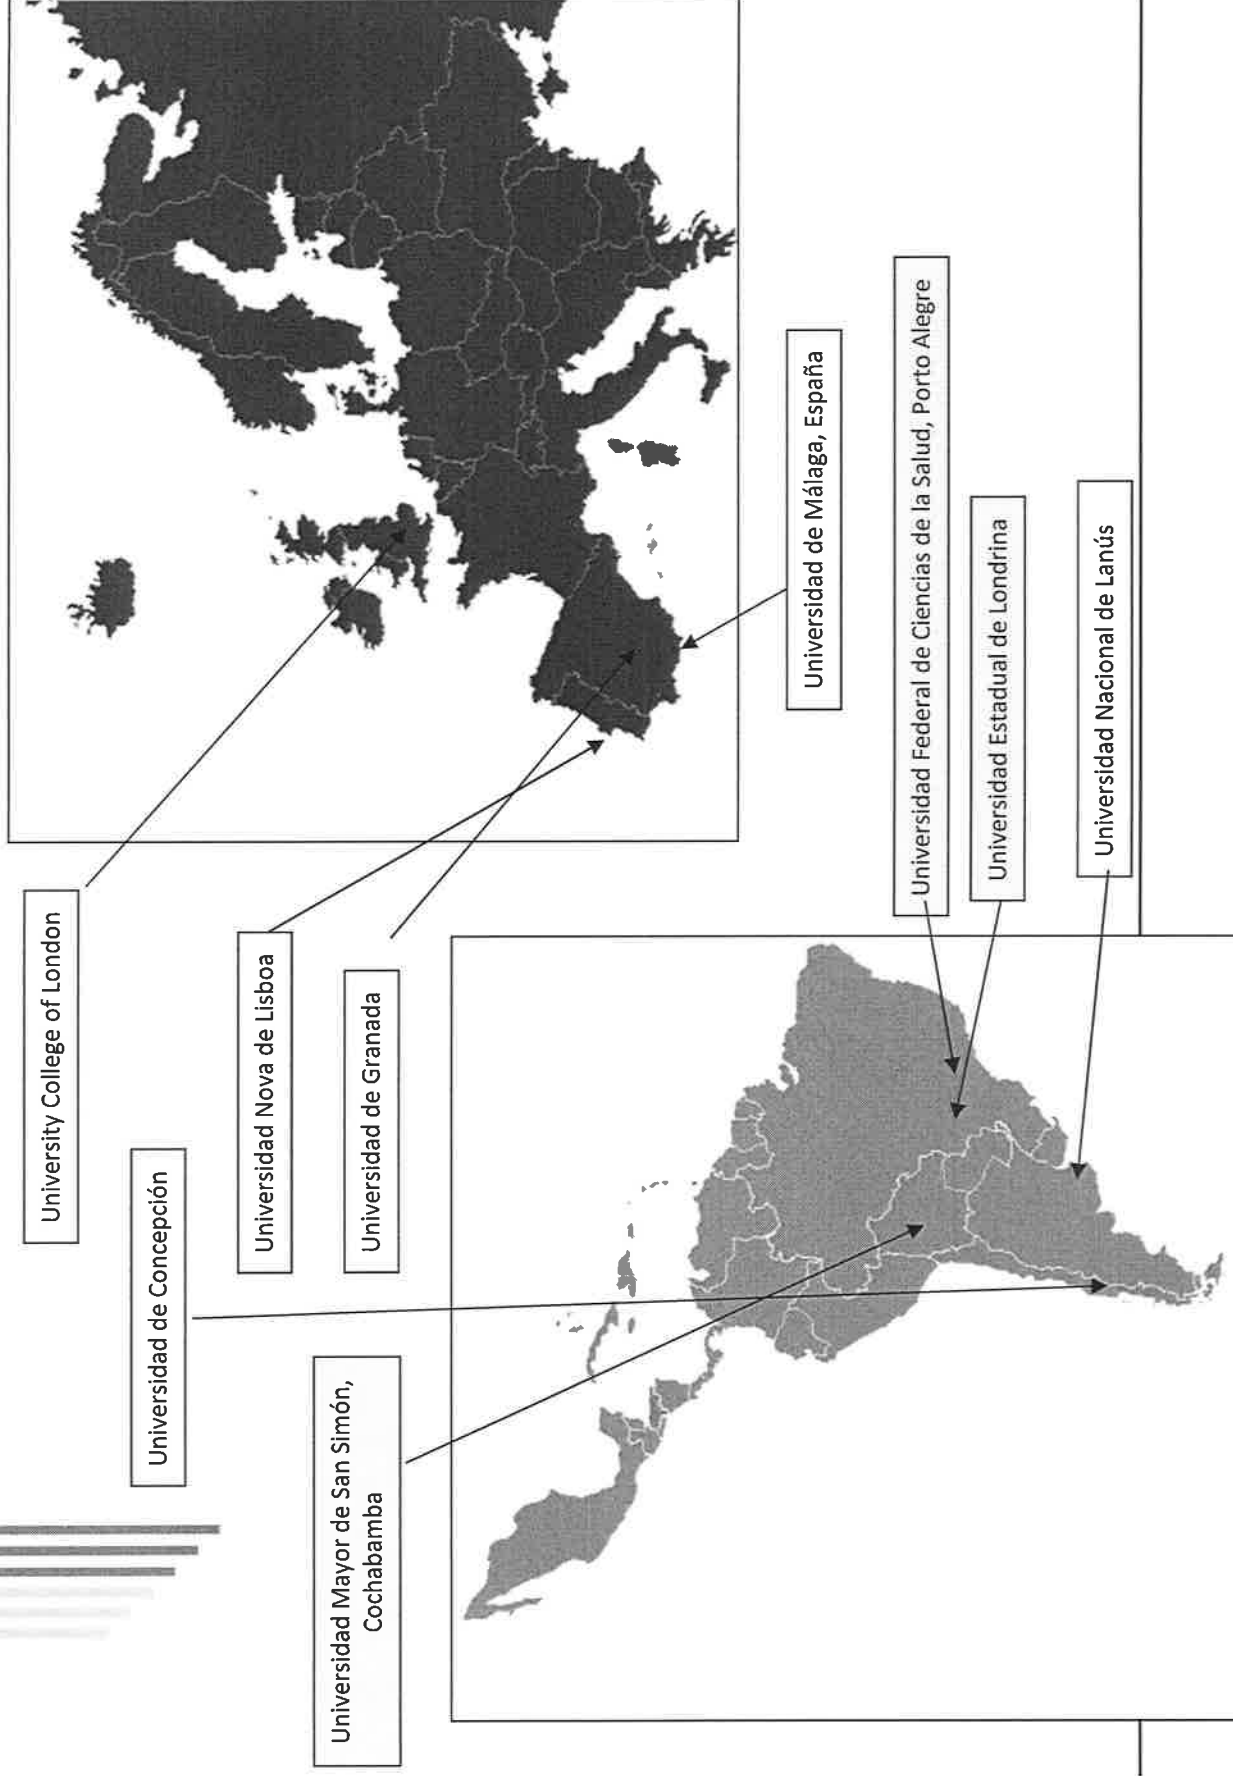 University College of London
Universidad de Concepción
Universidad Nova de Lisboa
Universidad Mayor de San Simón,
Cochabamba
Universidad de Granada
Universidad de Málaga, España
Universidad Federal de Ciencias de la Salud, Porto Alegre
Universidad Estadual de Londrina
Universidad Nacional de Lanús